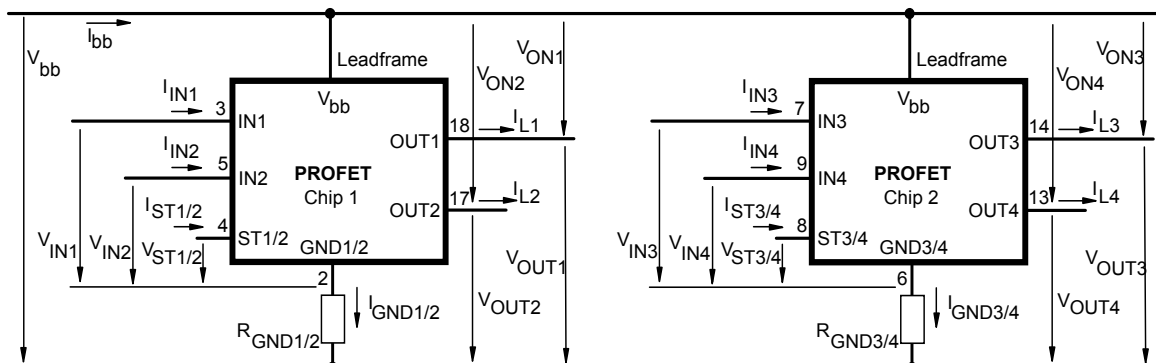 Ibb
Vbb
Leadframe
VON1
VON2
Vbb
IIN1
3
IN1
18
IL1
OUT1
IIN2
5
IN2
PROFET
Chip 1
17
IL2
OUT2
IST1/2
4
ST1/2
GND1/2
VIN1
VIN2
VST1/2
2
VOUT1
VOUT2
IGND1/2
RGND1/2
Leadframe
VON3
VON4
Vbb
IIN3
7
IN3
14
IL3
OUT3
IIN4
9
IN4
PROFET
Chip 2
13
IL4
OUT4
IST3/4
8
ST3/4
GND3/4
VIN3
VIN4
VST3/4
6
VOUT3
VOUT4
IGND3/4
RGND3/4